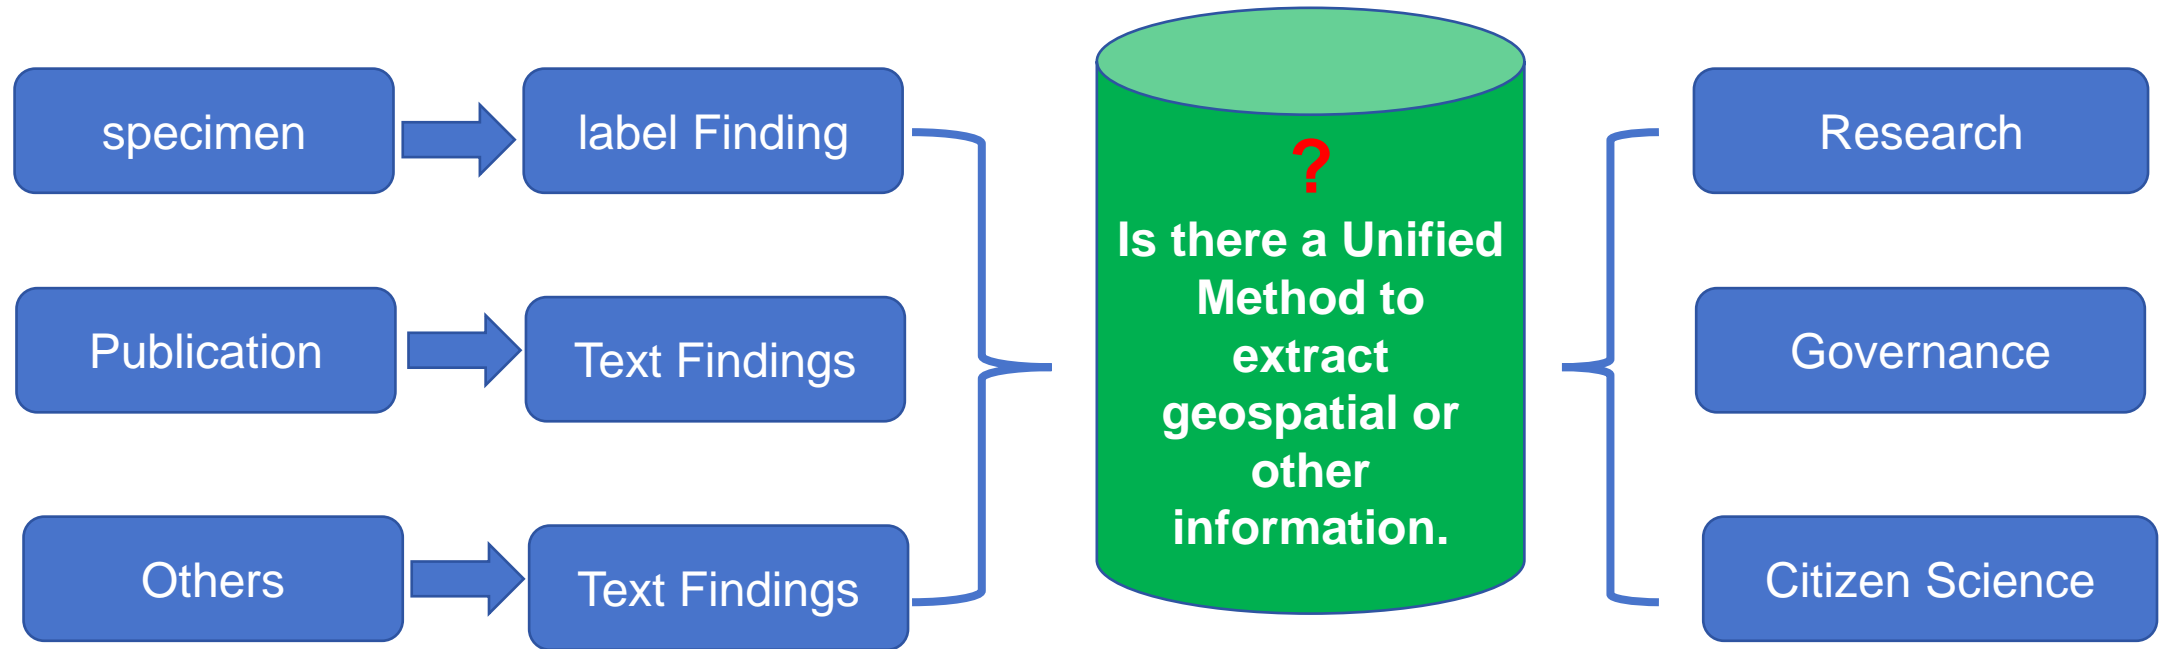 specimen
label Finding
Publication
Text Findings
Others
Text Findings
?
Is there a Unified
Method to
extract
geospatial or
other
information.
Research
Governance
Citizen Science